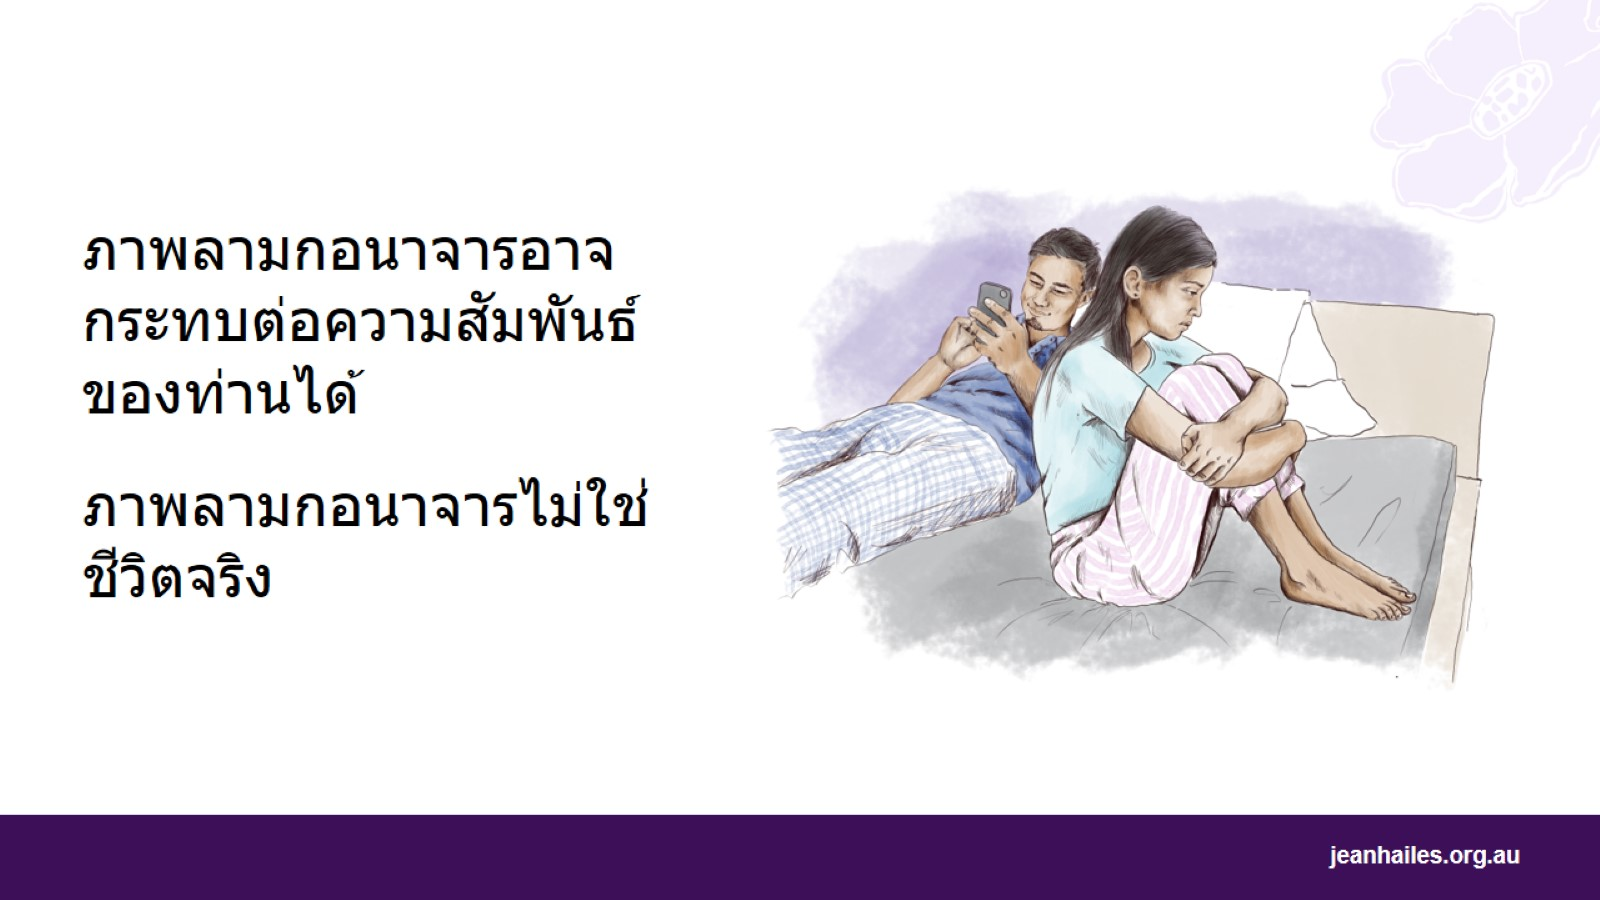 ภาพลามกอนาจารอาจ
กระทบต่อความสัมพันธ์
ของท่านได้
ภาพลามกอนาจารไม่ใช่
ชีวิตจริง
jeanhailes.org.au